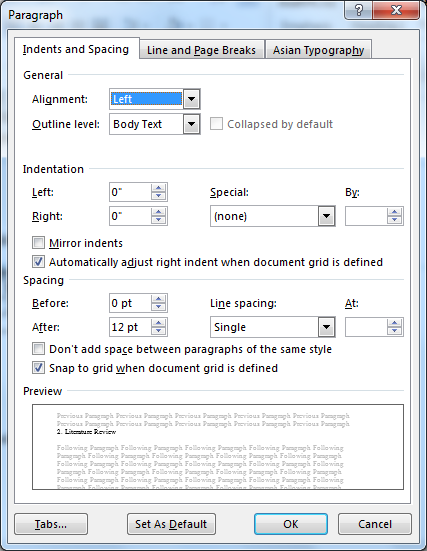 Paragraph
Indents and Spacing Line and Page Breaks Asian Typography
General
Alignment: Left
Outline level: Body Text Collapsed by default
Indentation
Left: 0" Special: By:
Right: 0" (none)
Mirror indents
Automatically adjust right indent when document grid is defined
Spacing
Before: 0 pt Line spacing: At:
After: 12 pt Single
Don't add space between paragraphs of the same style
Snap to grid when document grid is defined
Preview
Previous Paragraph Previous Paragraph Previous Paragraph Previous Paragraph Previous Paragraph
Previous Paragraph Previous Paragraph Previous Paragraph Previous Paragraph Previous Paragraph
2. Literature Review
Following Paragraph Following Paragraph Following Paragraph Following Paragraph Following Paragraph
Following Paragraph Following Paragraph Following Paragraph Following Paragraph Following Paragraph
Following Paragraph Following Paragraph Following Paragraph Following Paragraph Following Paragraph
Following Paragraph Following Paragraph Following Paragraph Following Paragraph Following Paragraph
Tabs... Set As Default OK Cancel